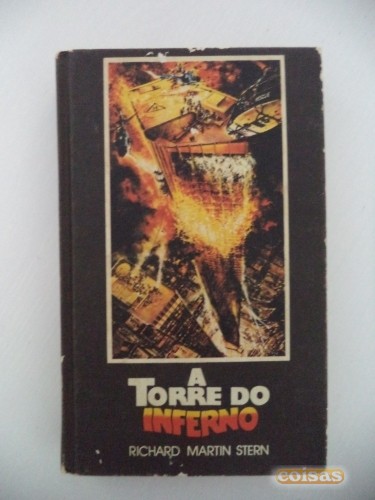 A
TORRE DO
INFERNO
RICHARD MARTIN STERN
coisas